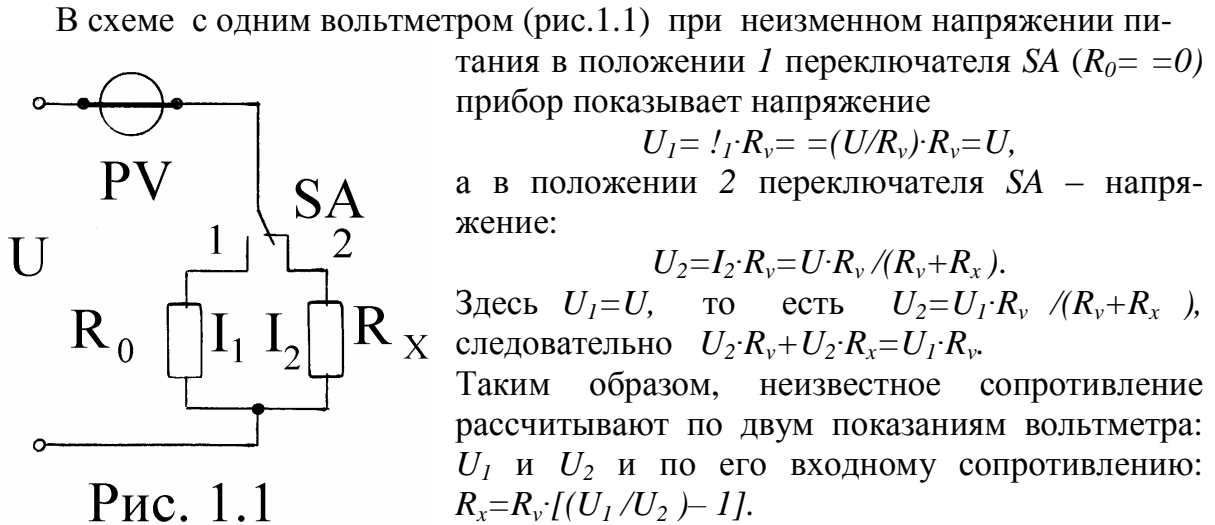 В схеме с одним вольтметром (рис.1.1) при неизменном напряжении пи-
тания в положении 1 переключателя SA (R0= =0)
прибор показывает напряжение
U1= !1·Rv= =(U/Rv)·Rv=U,
а в положении 2 переключателя SA – напря-
жение:
U2=I2·Rv=U·Rv /(Rv+Rx ).
Здесь U1=U, то есть U2=U1·Rv /(Rv+Rx ),
следовательно U2·Rv+U2·Rx=U1·Rv.
Таким образом, неизвестное сопротивление
рассчитывают по двум показаниям вольтметра:
U1 и U2 и по его входному сопротивлению:
Rx=Rv·[(U1 /U2 )– 1].
PV
SA
1
2
U
R0
I1
I2
RX
Рис. 1.1